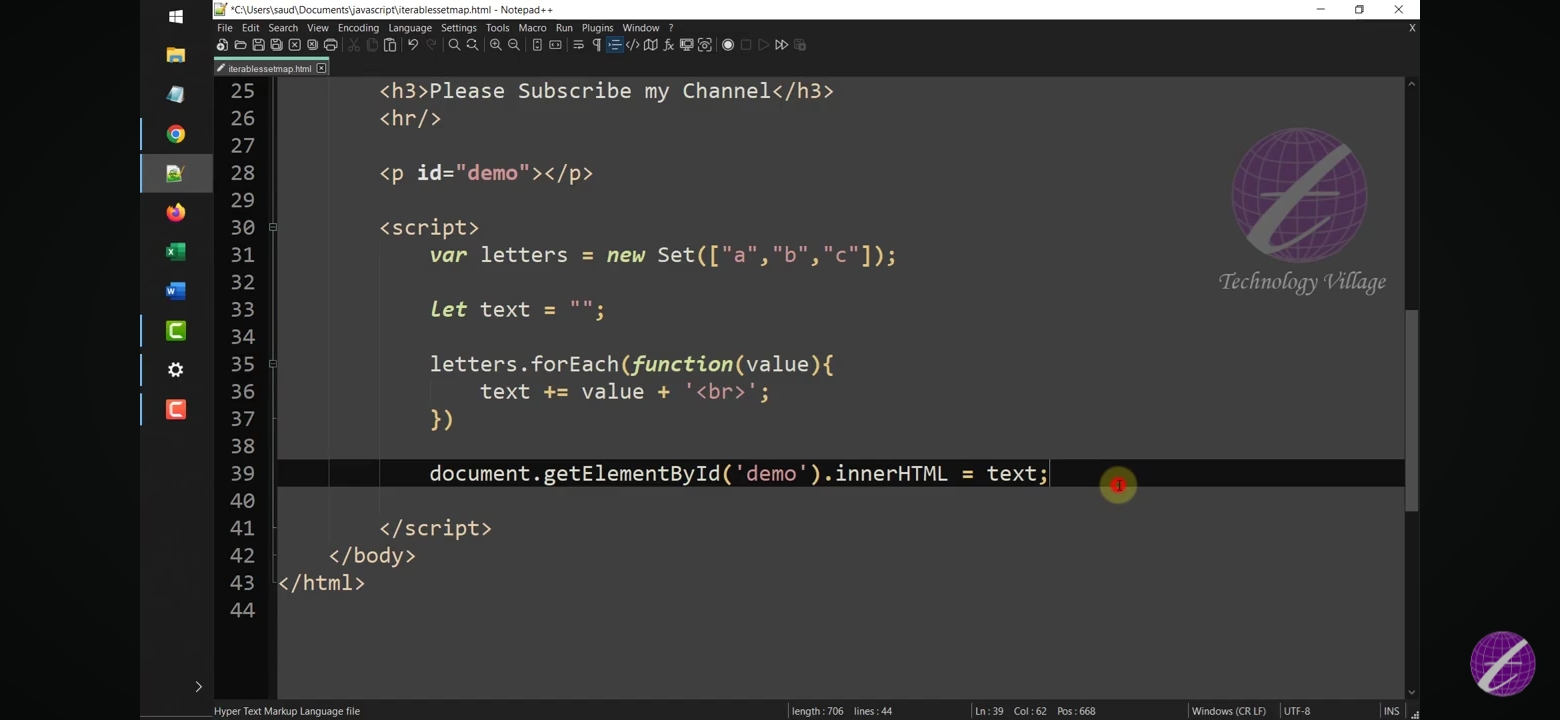 *C:\Users\saud\Documents\javascript\iterablessetmap.html - Notepad++
File Edit Search View Encoding Language Settings Tools Macro Run Plugins Window ? X
iterablessetmap.html
25 <h3>Please Subscribe my Channel</h3>
26 <hr/>
27
28 <p id="demo"></p>
29
30 <script>
31 var letters = new Set(["a","b","c"]);
32
33 let text = "";
34
35 letters.forEach(function(value){
36 text += value + '<br>';
37 })
38
39 document.getElementById('demo').innerHTML = text;
40
41 </script>
42 </body>
43 </html>
44
Technology Village
Hyper Text Markup Language file length : 706 lines : 44 Ln : 39 Col : 62 Pos : 668 Windows (CR LF) UTF-8 INS